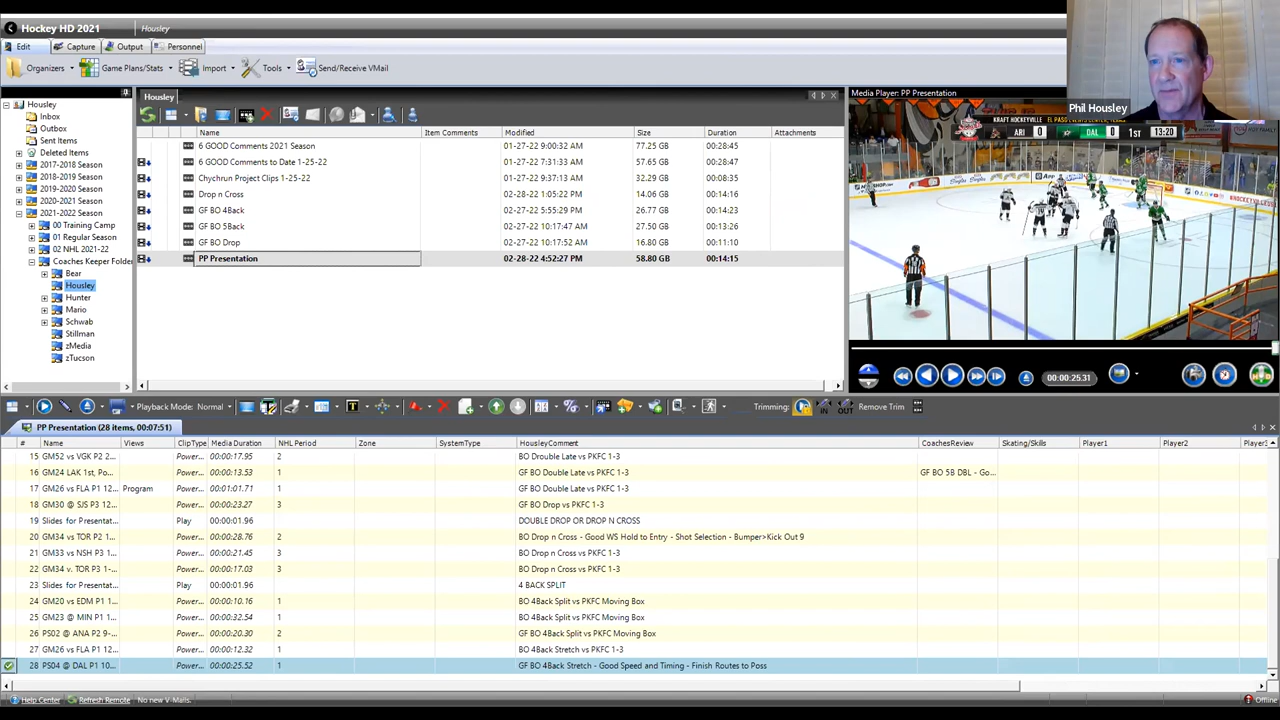 Hockey HD 2021 Housley
Edit Capture Output Personnel
Organizers Game Plans/Stats Import Tools Send/Receive VMail
Housley
Inbox
Outbox
Sent Items
Deleted Items
2017-2018 Season
2018-2019 Season
2019-2020 Season
2020-2021 Season
2021-2022 Season
00 Training Camp
01 Regular Season
02 NHL 2021-22
Coaches Keeper Folder
Bear
Housley
Hunter
Mario
Schwab
Stillman
zMedia
zTucson
Housley
Name Item Comments Modified Size Duration Attachments
6 GOOD Comments 2021 Season 01-27-22 9:00:32 AM 77.25 GB 00:28:45
6 GOOD Comments to Date 1-25-22 01-27-22 7:31:33 AM 57.65 GB 00:28:47
Chychrun Project Clips 1-25-22 01-27-22 9:37:13 AM 32.29 GB 00:08:35
Drop n Cross 02-28-22 1:05:22 PM 14.06 GB 00:14:16
GF BO 4Back 02-27-22 5:55:29 PM 26.77 GB 00:14:23
GF BO 5Back 02-27-22 10:17:47 AM 27.50 GB 00:13:26
GF BO Drop 02-27-22 10:17:52 AM 16.80 GB 00:11:10
PP Presentation 02-28-22 4:52:27 PM 58.80 GB 00:14:15
Media Player: PP Presentation
Phil Housley
KRAFT HOCKEYVILLE EL PASO EVENTS CENTER, TEXAS
ARI 0 DAL 0 1st 13:20
00:00:25.31
Playback Mode: Normal Trimming: IN OUT Remove Trim
PP Presentation (28 items, 00:07:51)
# Name Views ClipType Media Duration NHL Period Zone SystemType HousleyComment CoachesReview Skating/Skills Player1 Player2 Player3
15 GM52 vs VGK P2 2... Power... 00:00:17.95 2 BO Drouble Late vs PKFC 1-3
16 GM24 LAK 1st, Po... Power... 00:00:13.53 1 GF BO Double Late vs PKFC 1-3 GF BO 5B DBL - Go...
17 GM26 vs FLA P1 12... Program Power... 00:01:01.71 1 GF BO Double Late vs PKFC 1-3
18 GM30 @ SJS P3 12... Power... 00:00:23.27 3 GF BO Drop vs PKFC 1-3
19 Slides for Presentat... Play 00:00:01.96 DOUBLE DROP OR DROP N CROSS
20 GM34 vs TOR P2 1... Power... 00:00:28.76 2 BO Drop n Cross - Good WS Hold to Entry - Shot Selection - Bumper>Kick Out 9
21 GM33 vs NSH P3 1... Power... 00:00:21.45 3 BO Drop n Cross vs PKFC 1-3
22 GM34 v. TOR P3 1-... Power... 00:00:17.96 3 BO Drop n Cross vs PKFC 1-3
23 Slides for Presentat... Play 00:00:01.96 4 BACK SPLIT
24 GM20 vs EDM P1 1... Power... 00:00:10.16 1 BO 4Back Split vs PKFC Moving Box
25 GM23 @ MIN P1 1... Power... 00:00:32.54 1 BO 4Back Split vs PKFC Moving Box
26 PS02 @ ANA P2 9-... Power... 00:00:20.30 2 GF BO 4Back Split vs PKFC Moving Box
27 GM26 vs FLA P1 1... Power... 00:00:12.32 1 BO 4Back Stretch vs PKFC 1-3
28 PS04 @ DAL P1 10... Power... 00:00:25.52 1 GF BO 4Back Stretch - Good Speed and Timing - Finish Routes to Poss
Help Center Refresh Remote No new V-Mails. Offline